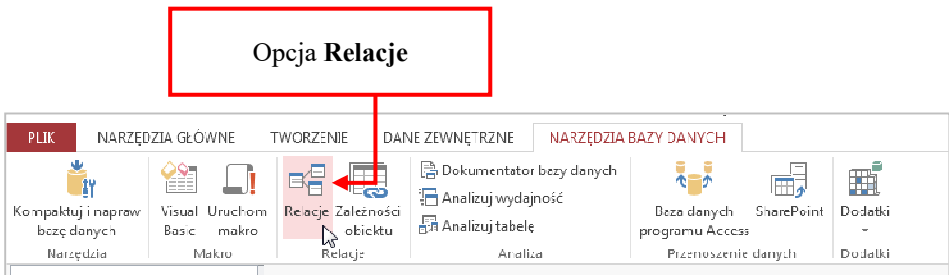 Opcja Relacje
PLIK NARZĘDZIA GŁÓWNE TWORZENIE DANE ZEWNĘTRZNE NARZĘDZIA BAZY DANYCH
Kompaktuj i napraw
bazę danych
Narzędzia
Visual
Basic
Uruchom
makro
Makro
Relacje
Zależności
obiektu
Relacje
Dokumentator bazy danych
Analizuj wydajność
Analizuj tabelę
Analiza
Baza danych
programu Access
SharePoint
Przenoszenie danych
Dodatki
Dodatki